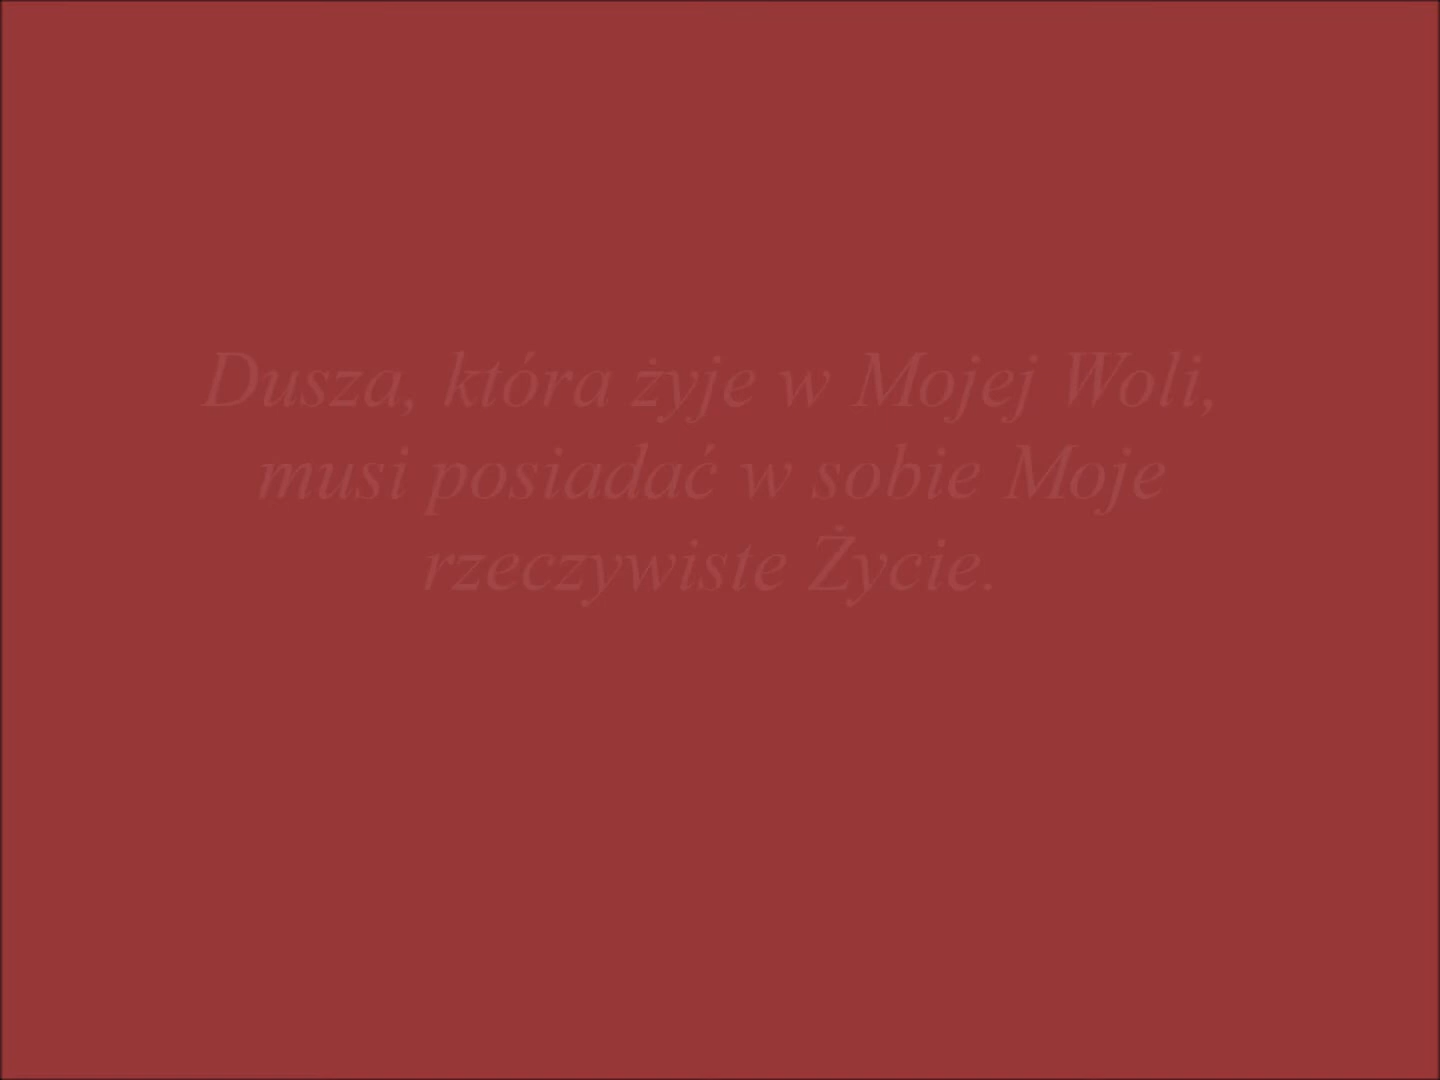 Dusza, która żyje w Mojej Woli,
musi posiadać w sobie Moje
rzeczywiste Życie.